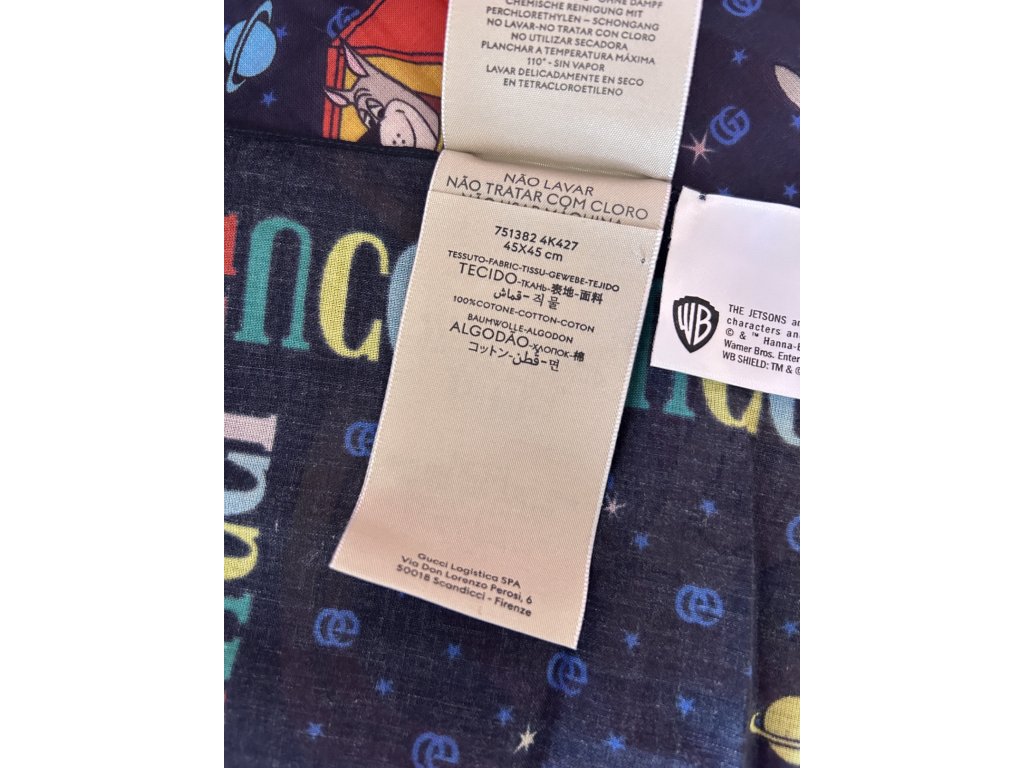 CHEMISCHE REINIGUNG MIT
PERCHLORETHYLEN – SCHONGANG
NO LAVAR-NO TRATAR CON CLORO
NO UTILIZAR SECADORA
PLANCHAR A TEMPERATURA MÁXIMA
110°- SIN VAPOR
LAVAR DELICADAMENTE EN SECO
EN TETRACLOROETILENO
NÃO LAVAR
NÃO TRATAR COM CLORO
751382 4K427
45X45 cm
TESSUTO-FABRIC-TISSU-GEWEBE-TEJIDO
TECIDO-ТКАНЬ-表地-面料
직물-قماش
100%COTONE-COTTON-COTON
BAUMWOLLE-ALGODON
ALGODÃO-ХЛОПОК-棉
コットン-قطن-면
Gucci Logistica SPA
Via Don Lorenzo Perosi, 6
50018 Scandicci - Firenze
WB
THE JETSONS
characters
© & ™ Hanna-
Warner Bros.
WB SHIELD: TM & ©